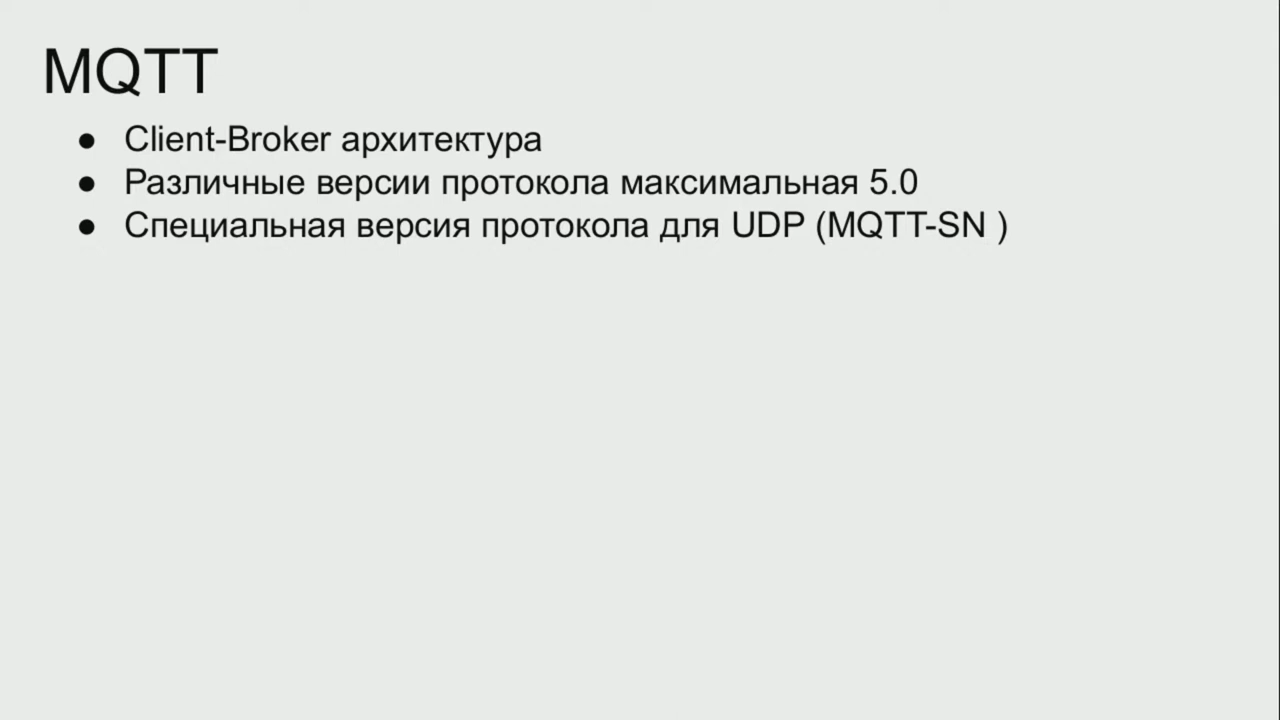 MQTT
● Client-Broker архитектура
● Различные версии протокола максимальная 5.0
● Специальная версия протокола для UDP (MQTT-SN )